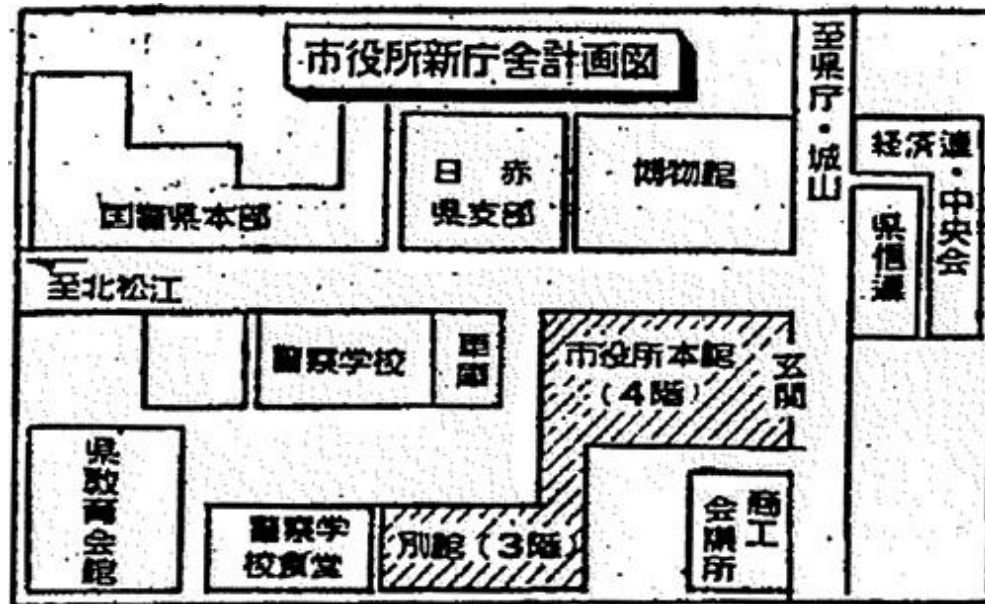 市役所新庁舎計画図
至県庁・城山
経済連・中央会
県信連
国警県本部
日赤
県支部
博物館
至北松江
警察学校
車庫
市役所本館
(4階)
玄関
県教育会館
警察学
校食堂
別館(3階)
商工
会議所